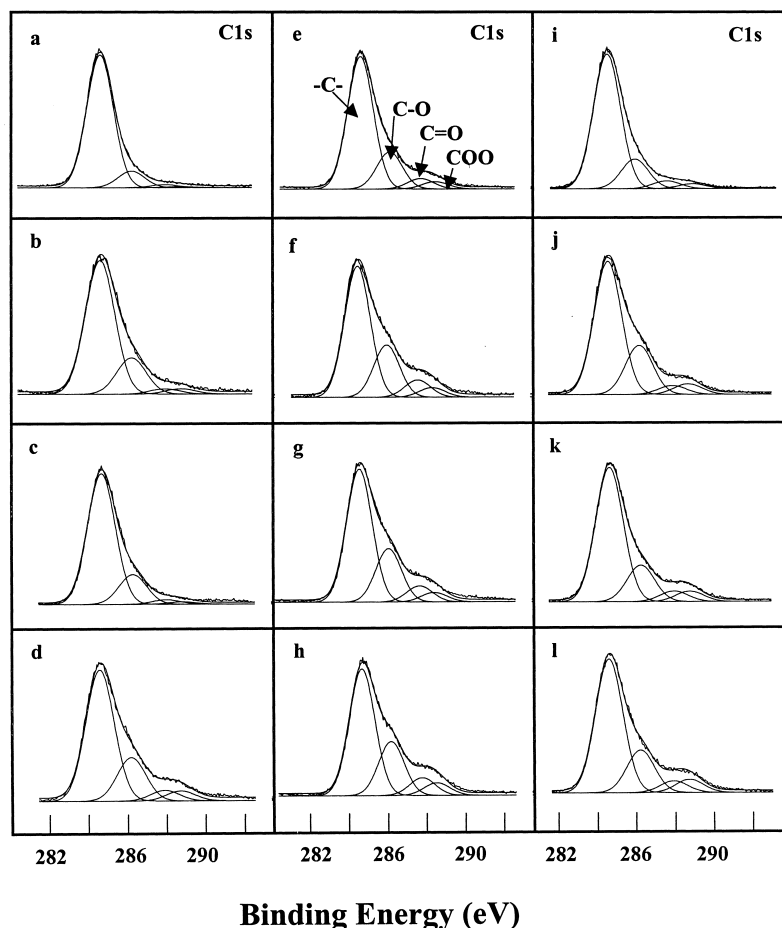 a C1s e C1s i C1s
-C-
C-O
C=O
COO
b f j
c g k
d h l
282 286 290 282 286 290 282 286 290
Binding Energy (eV)